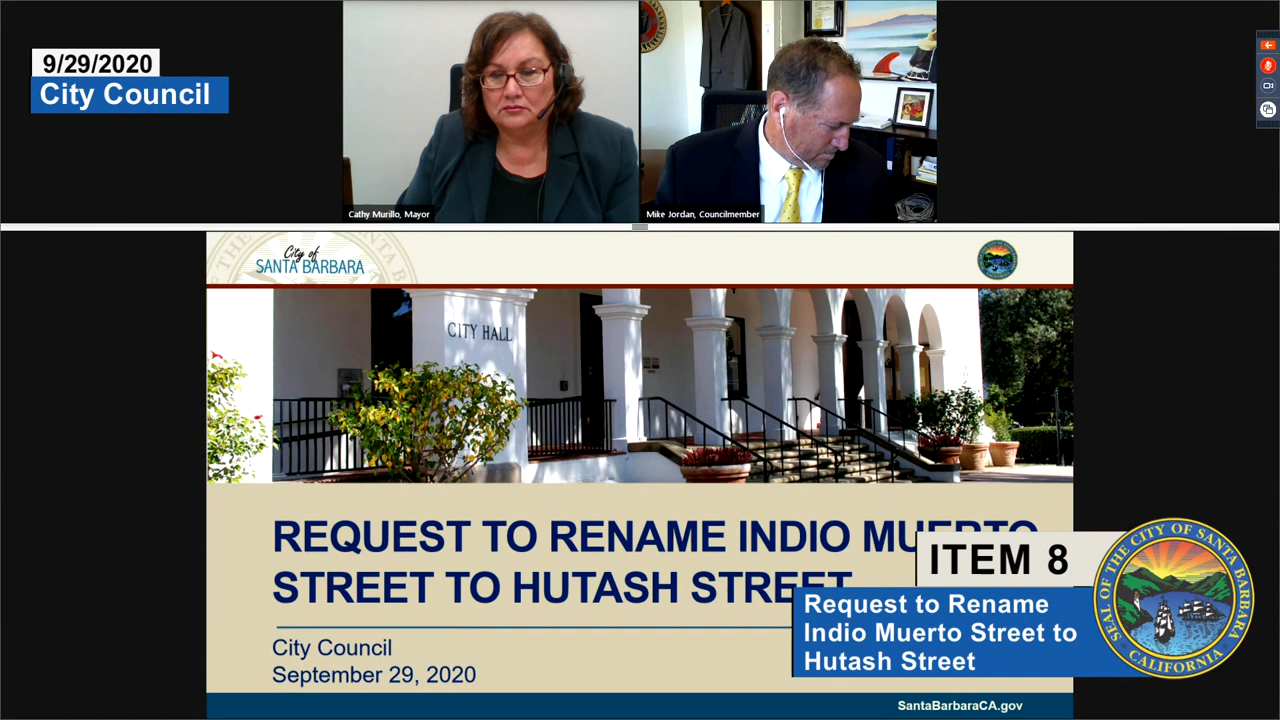 9/29/2020
City Council
Cathy Murillo, Mayor
Mike Jordan, Councilmember
City of
SANTA BARBARA
CITY HALL
REQUEST TO RENAME INDIO MUERTO
STREET TO HUTASH STREET
City Council
September 29, 2020
ITEM 8
Request to Rename
Indio Muerto Street to
Hutash Street
SEAL OF THE CITY OF SANTA BARBARA
CALIFORNIA
SantaBarbaraCA.gov